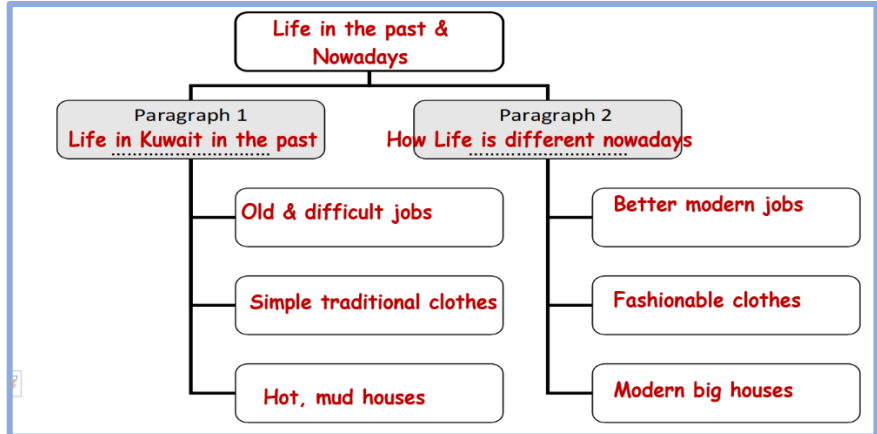 Life in the past &
Nowadays
Paragraph 1
Life in Kuwait in the past
Paragraph 2
How Life is different nowadays
Old & difficult jobs
Simple traditional clothes
Hot, mud houses
Better modern jobs
Fashionable clothes
Modern big houses